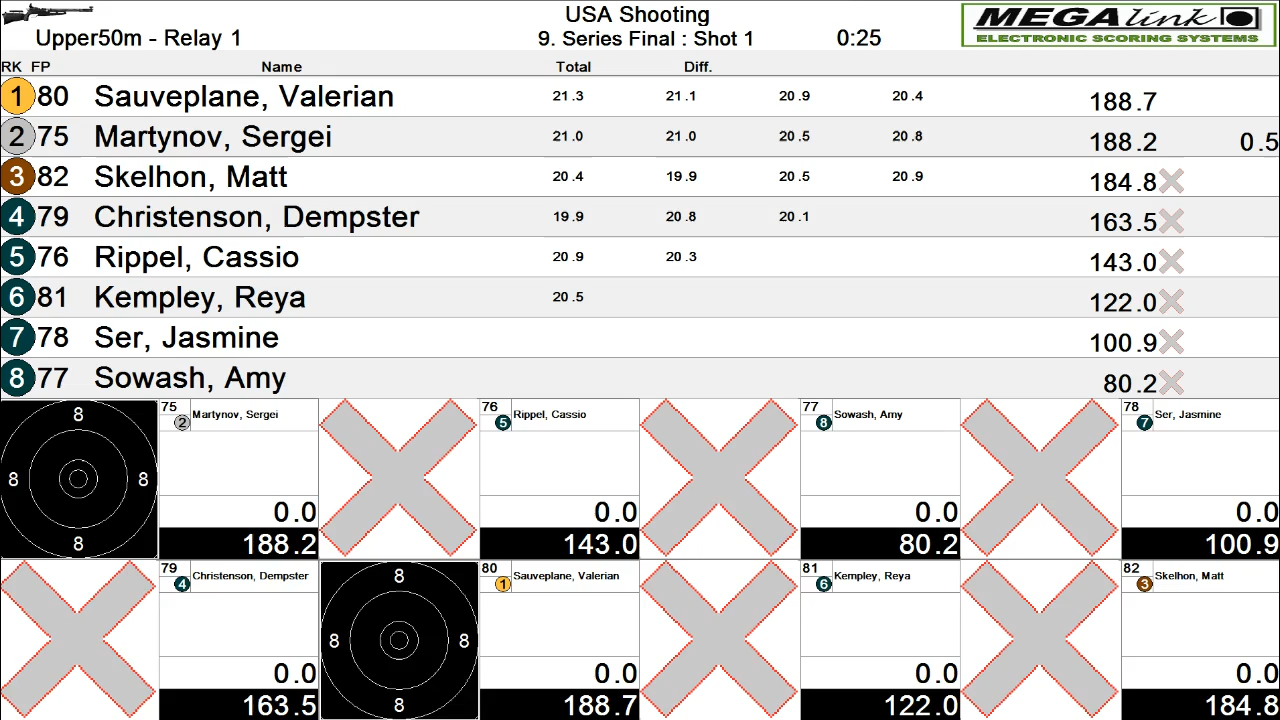 USA Shooting
Upper50m - Relay 1
9. Series Final : Shot 1
0:25
MEGAlink
ELECTRONIC SCORING SYSTEMS
RK FP Name Total Diff.
1 80 Sauveplane, Valerian 21.3 21.1 20.9 20.4 188.7
2 75 Martynov, Sergei 21.0 21.0 20.5 20.8 188.2 0.5
3 82 Skelhon, Matt 20.4 19.9 20.5 20.9 184.8
4 79 Christenson, Dempster 19.9 20.8 20.1 163.5
5 76 Rippel, Cassio 20.9 20.3 143.0
6 81 Kempley, Reya 20.5 122.0
7 78 Ser, Jasmine 100.9
8 77 Sowash, Amy 80.2
8
8 8
8
75
2 Martynov, Sergei
0.0
188.2
76
5 Rippel, Cassio
0.0
143.0
77
8 Sowash, Amy
0.0
80.2
78
7 Ser, Jasmine
0.0
100.9
79
4 Christenson, Dempster
0.0
163.5
8
8 8
8
80
1 Sauveplane, Valerian
0.0
188.7
81
6 Kempley, Reya
0.0
122.0
82
3 Skelhon, Matt
0.0
184.8